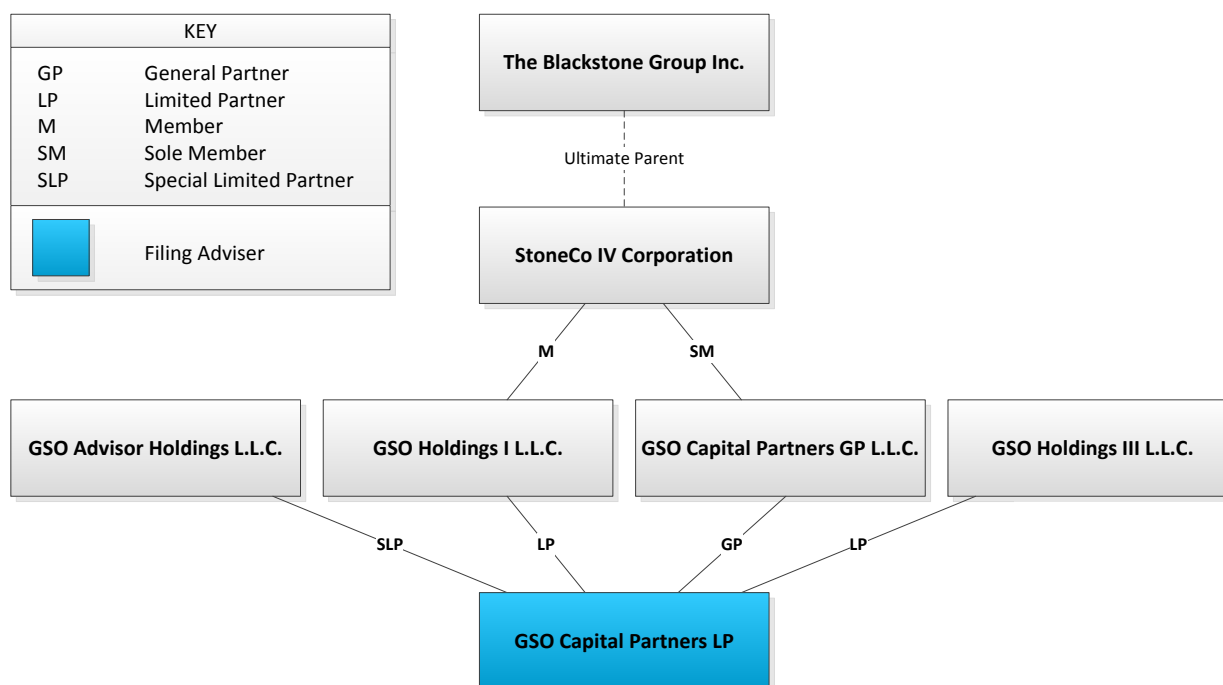 KEY
GP General Partner
LP Limited Partner
M Member
SM Sole Member
SLP Special Limited Partner
Filing Adviser
The Blackstone Group Inc.
Ultimate Parent
StoneCo IV Corporation
M SM
GSO Advisor Holdings L.L.C. GSO Holdings I L.L.C. GSO Capital Partners GP L.L.C. GSO Holdings III L.L.C.
SLP LP GP LP
GSO Capital Partners LP